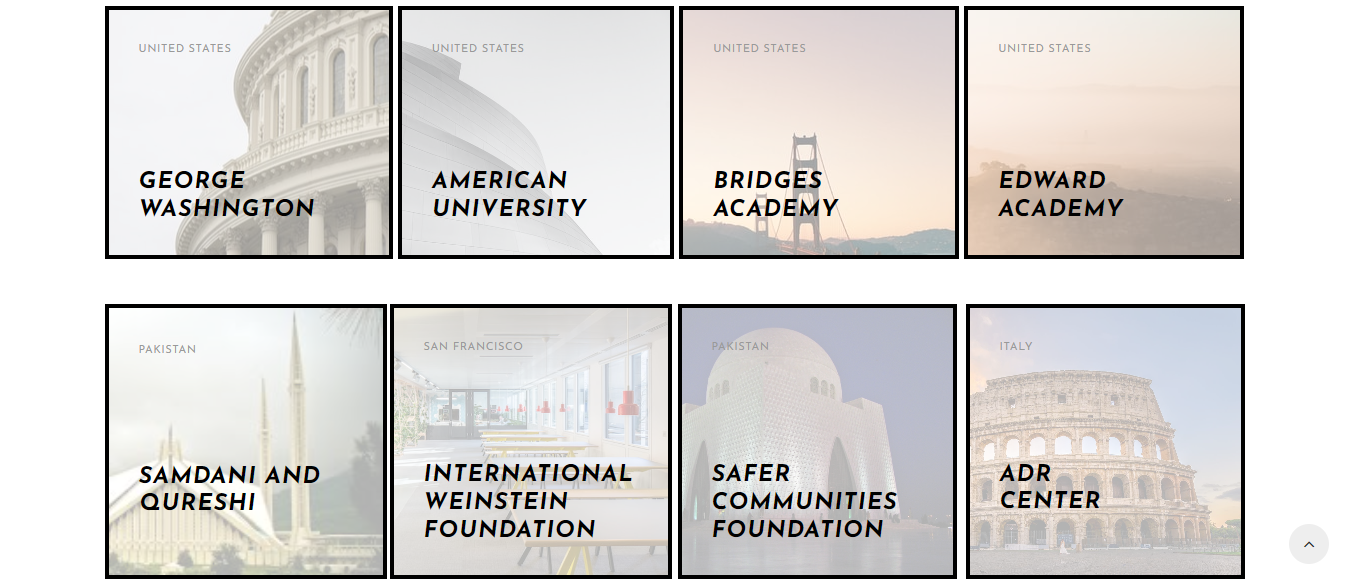 UNITED STATES
GEORGE
WASHINGTON
UNITED STATES
AMERICAN
UNIVERSITY
UNITED STATES
BRIDGES
ACADEMY
UNITED STATES
EDWARD
ACADEMY
PAKISTAN
SAMDANI AND
QURESHI
SAN FRANCISCO
INTERNATIONAL
WEINSTEIN
FOUNDATION
PAKISTAN
SAFER
COMMUNITIES
FOUNDATION
ITALY
ADR
CENTER